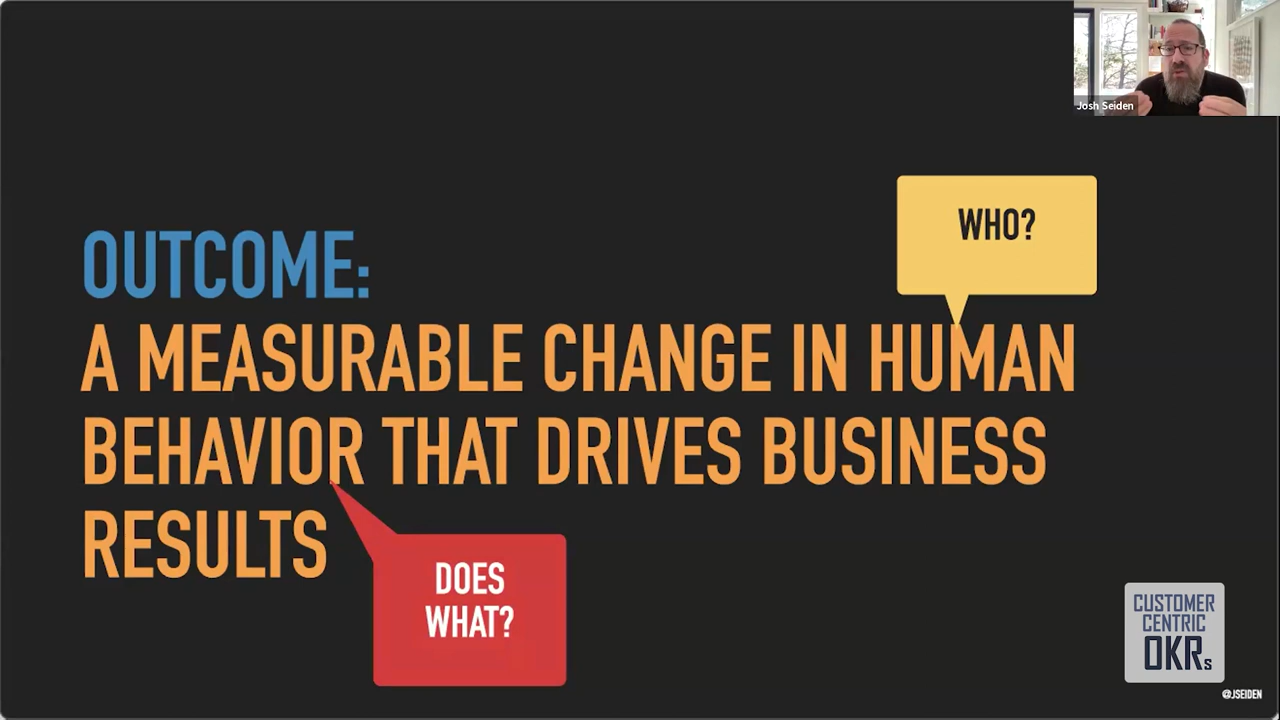 Josh Seiden
WHO?
OUTCOME:
A MEASURABLE CHANGE IN HUMAN
BEHAVIOR THAT DRIVES BUSINESS
RESULTS
DOES
WHAT?
CUSTOMER
CENTRIC
OKRs
@JSEIDEN